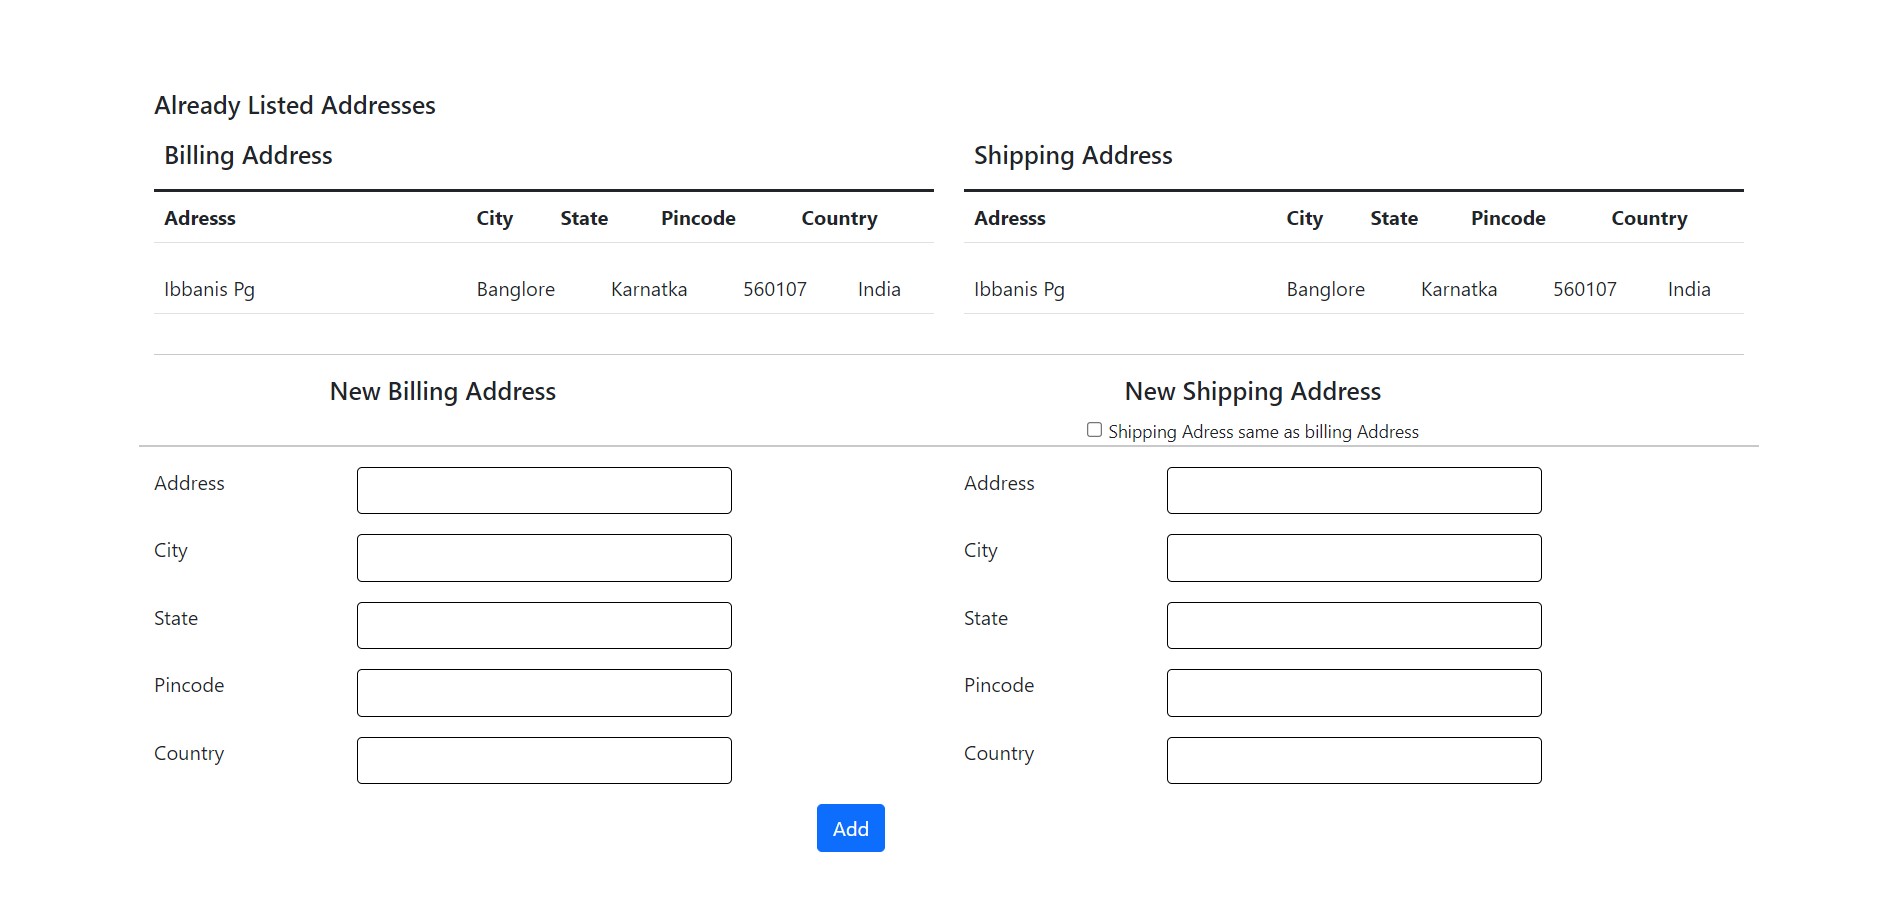 Already Listed Addresses
Billing Address
Adresss City State Pincode Country
Ibbanis Pg Banglore Karnatka 560107 India
Shipping Address
Adresss City State Pincode Country
Ibbanis Pg Banglore Karnatka 560107 India
New Billing Address
Address
City
State
Pincode
Country
New Shipping Address
Shipping Adress same as billing Address
Address
City
State
Pincode
Country
Add